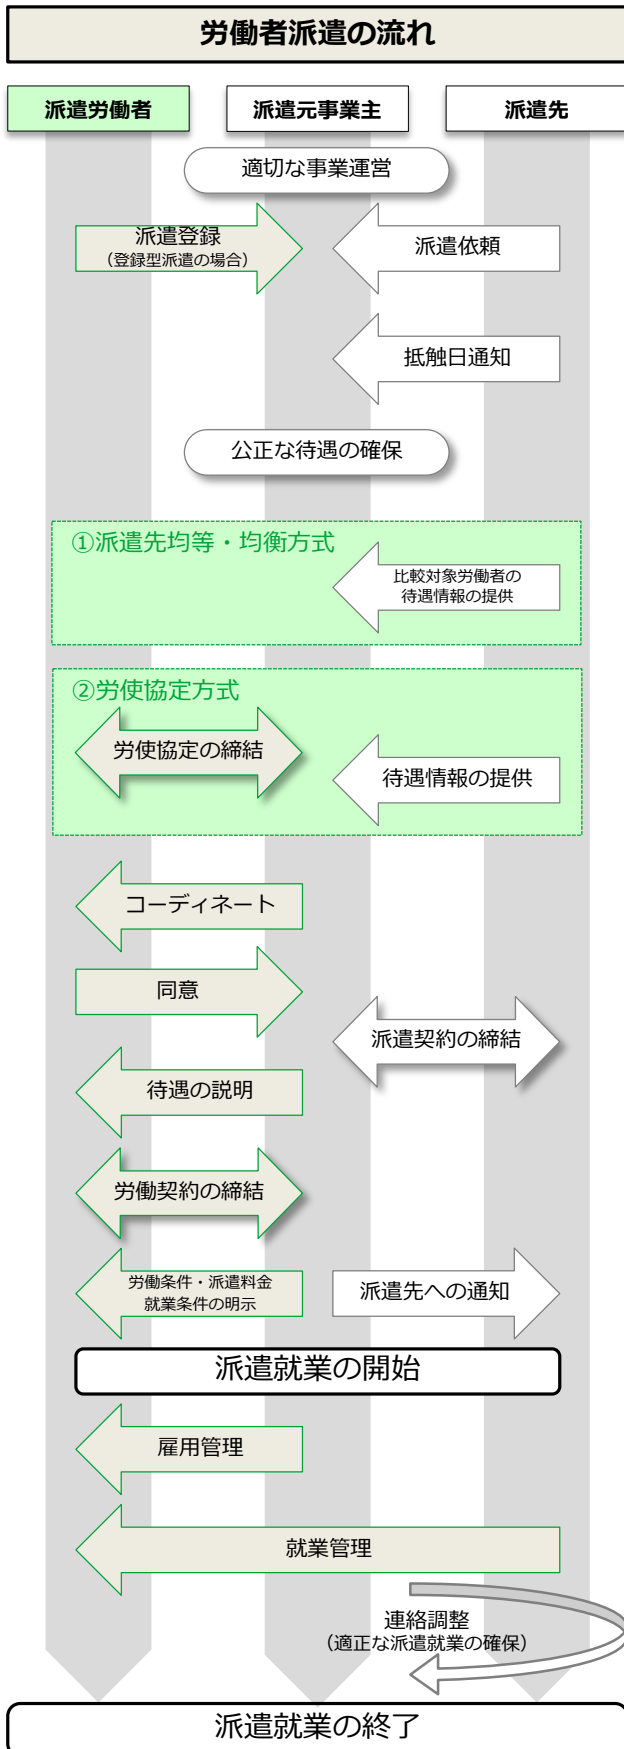 労働者派遣の流れ
派遣労働者
派遣元事業主
派遣先
適切な事業運営
派遣登録
（登録型派遣の場合）
派遣依頼
抵触日通知
公正な待遇の確保
①派遣先均等・均衡方式
比較対象労働者の
待遇情報の提供
②労使協定方式
労使協定の締結
待遇情報の提供
コーディネート
同意
派遣契約の締結
待遇の説明
労働契約の締結
労働条件・派遣料金
就業条件の明示
派遣先への通知
派遣就業の開始
雇用管理
就業管理
連絡調整
（適正な派遣就業の確保）
派遣就業の終了